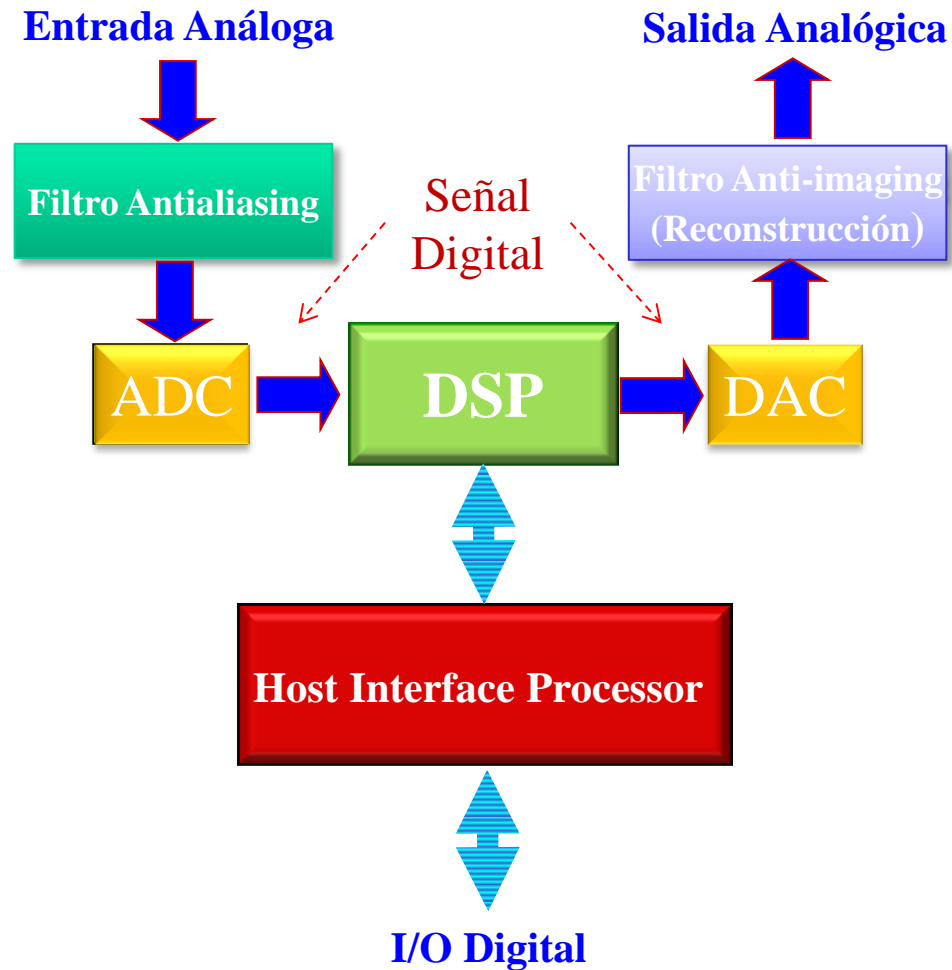 Entrada Análoga
Salida Analógica
Filtro Antialiasing
Señal
Digital
Filtro Anti-imaging
(Reconstrucción)
ADC
DSP
DAC
Host Interface Processor
I/O Digital